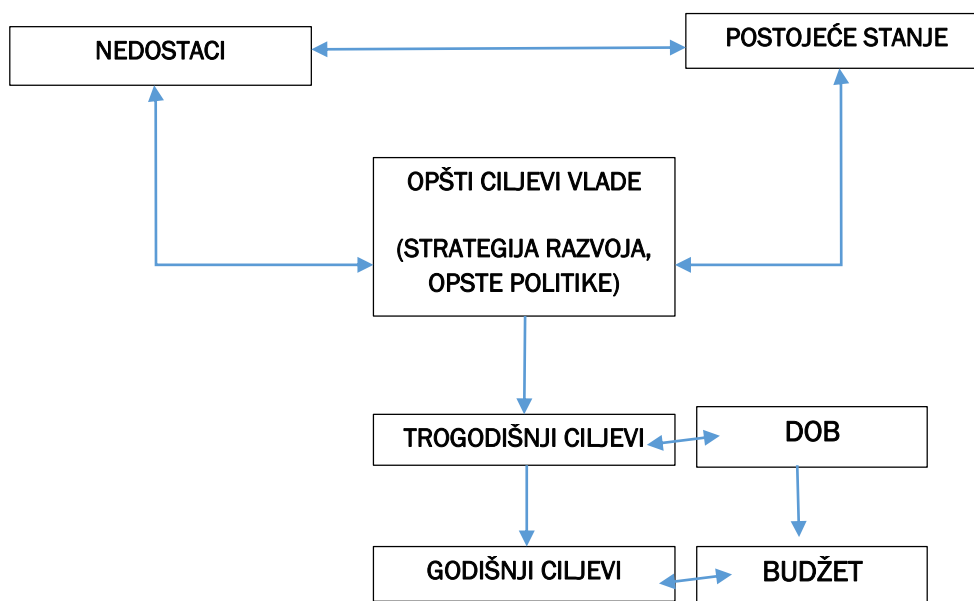 NEDOSTACI
POSTOJEĆE STANJE
OPŠTI CILJEVI VLADE
(STRATEGIJA RAZVOJA,
OPSTE POLITIKE)
TROGODIŠNJI CILJEVI
DOB
GODIŠNJI CILJEVI
BUDŽET